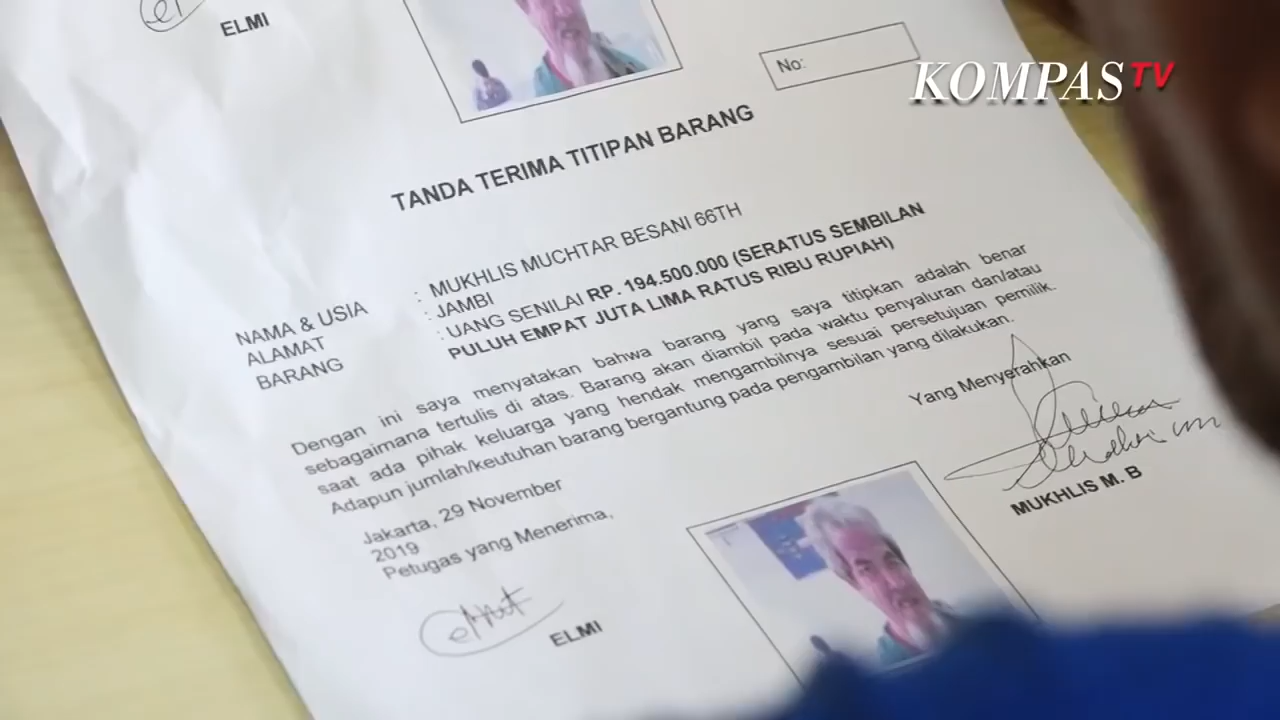 ELMI
No:
KOMPASTV
TANDA TERIMA TITIPAN BARANG
NAMA & USIA : MUKHLIS MUCHTAR BESANI 66TH
ALAMAT : JAMBI
BARANG : UANG SENILAI RP. 194.500.000 (SERATUS SEMBILAN
PULUH EMPAT JUTA LIMA RATUS RIBU RUPIAH)
Dengan ini saya menyatakan bahwa barang yang saya titipkan adalah benar
sebagaimana tertulis di atas. Barang akan diambil pada waktu penyaluran dan/atau
saat ada pihak keluarga yang hendak mengambilnya sesuai persetujuan pemilik.
Adapun jumlah/keutuhan barang bergantung pada pengambilan yang dilakukan.
Jakarta, 29 November
2019
Petugas yang Menerima,
Yang Menyerahkan
ELMI
MUKHLIS M. B